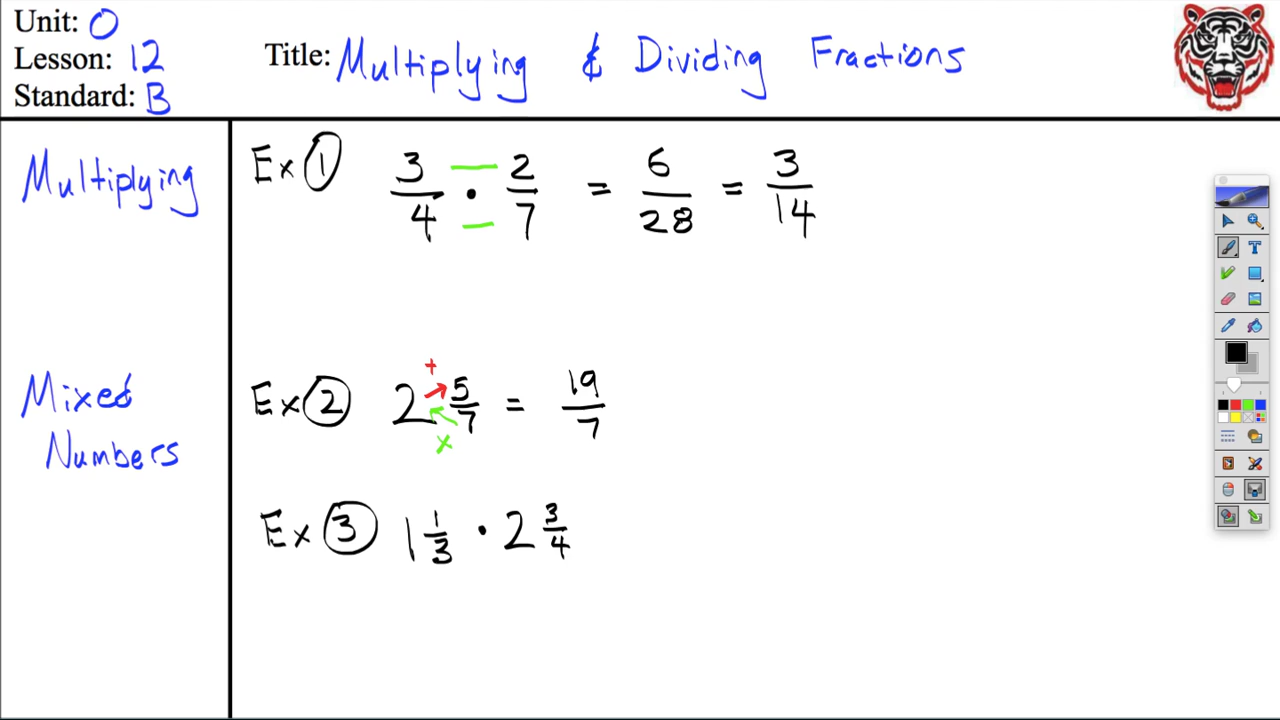 Unit: 0
Lesson: 12
Standard: B
Title: Multiplying & Dividing Fractions
Multiplying
Ex 1 3/4 · 2/7 = 6/28 = 3/14
Mixed
Numbers
Ex 2 2 5/7 = 19/7
+
x
Ex 3 1 1/3 · 2 3/4
T